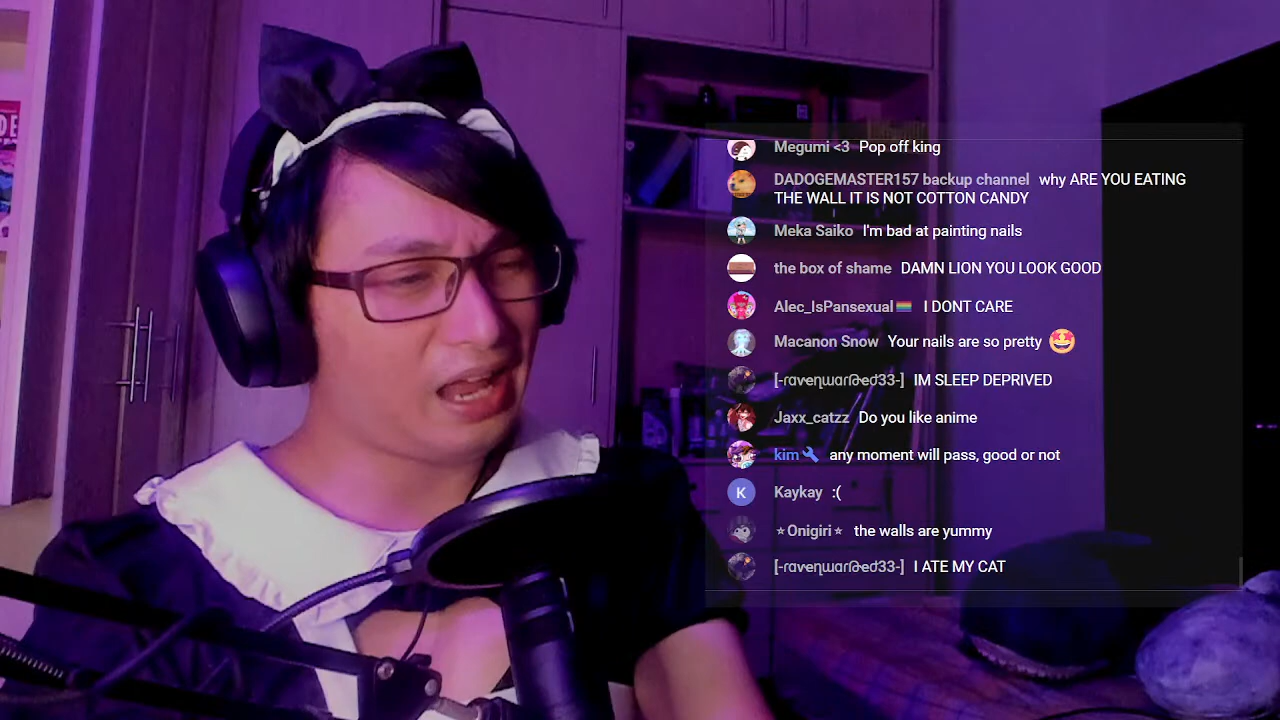 DE
Megumi <3 Pop off king
DADOGEMASTER157 backup channel why ARE YOU EATING
THE WALL IT IS NOT COTTON CANDY
Meka Saiko I'm bad at painting nails
the box of shame DAMN LION YOU LOOK GOOD
Alec_IsPansexual🏳️‍🌈 I DONT CARE
Macanon Snow Your nails are so pretty 🤩
IM SLEEP DEPRIVED
Jaxx_catzz Do you like anime
kim🔧 any moment will pass, good or not
K Kaykay :(
⭐Onigiri⭐ the walls are yummy
I ATE MY CAT